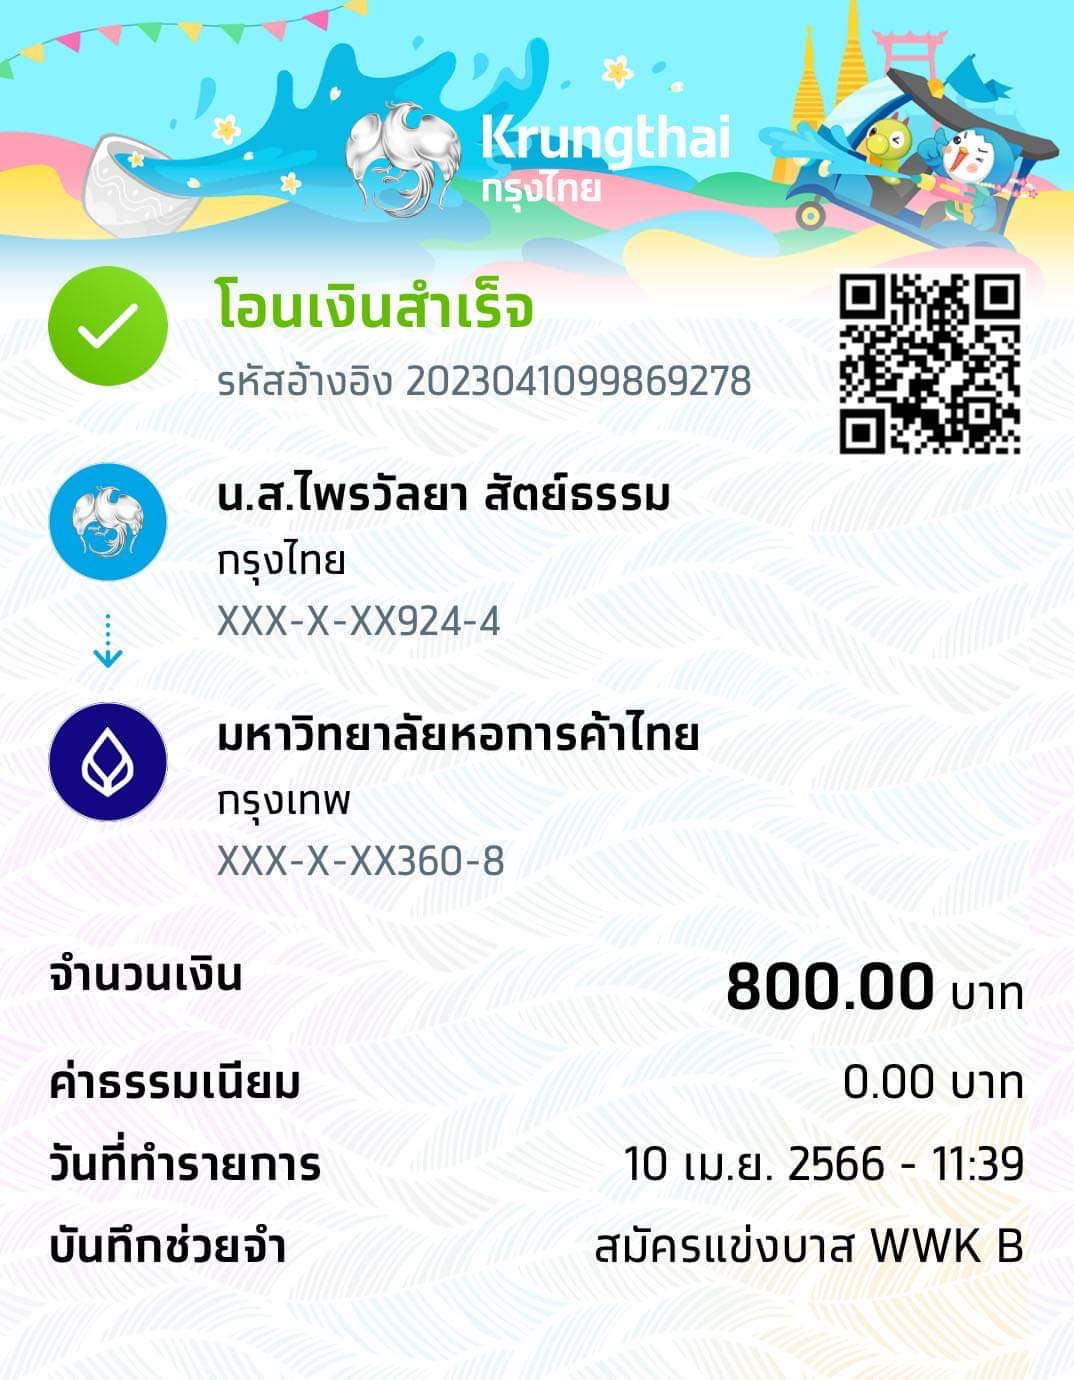 Krungthai
กรุงไทย
โอนเงินสำเร็จ
รหัสอ้างอิง 2023041099869278
น.ส.ไพรวัลยา สัตย์ธรรม
กรุงไทย
XXX-X-XX924-4
มหาวิทยาลัยหอการค้าไทย
กรุงเทพ
XXX-X-XX360-8
จำนวนเงิน 800.00 บาท
ค่าธรรมเนียม 0.00 บาท
วันที่ทำรายการ 10 เม.ย. 2566 - 11:39
บันทึกช่วยจำ สมัครแข่งบาส WWK B